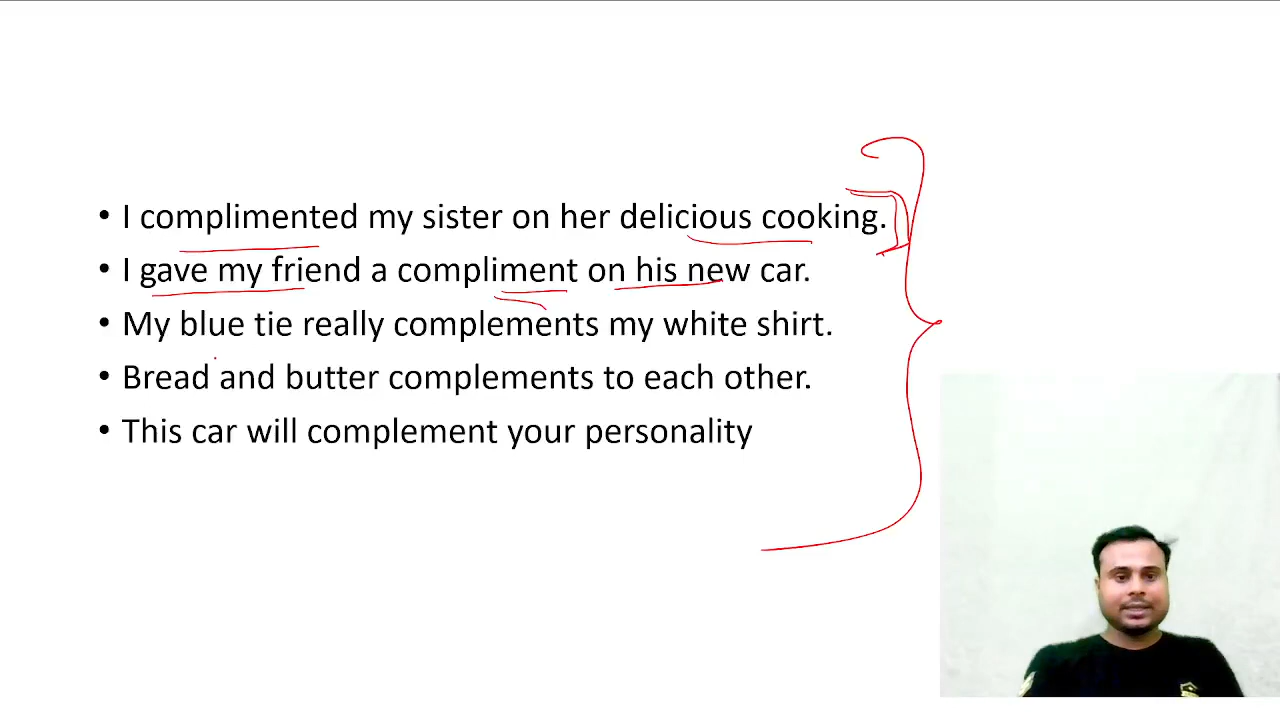 • I complimented my sister on her delicious cooking.
• I gave my friend a compliment on his new car.
• My blue tie really complements my white shirt.
• Bread and butter complements to each other.
• This car will complement your personality